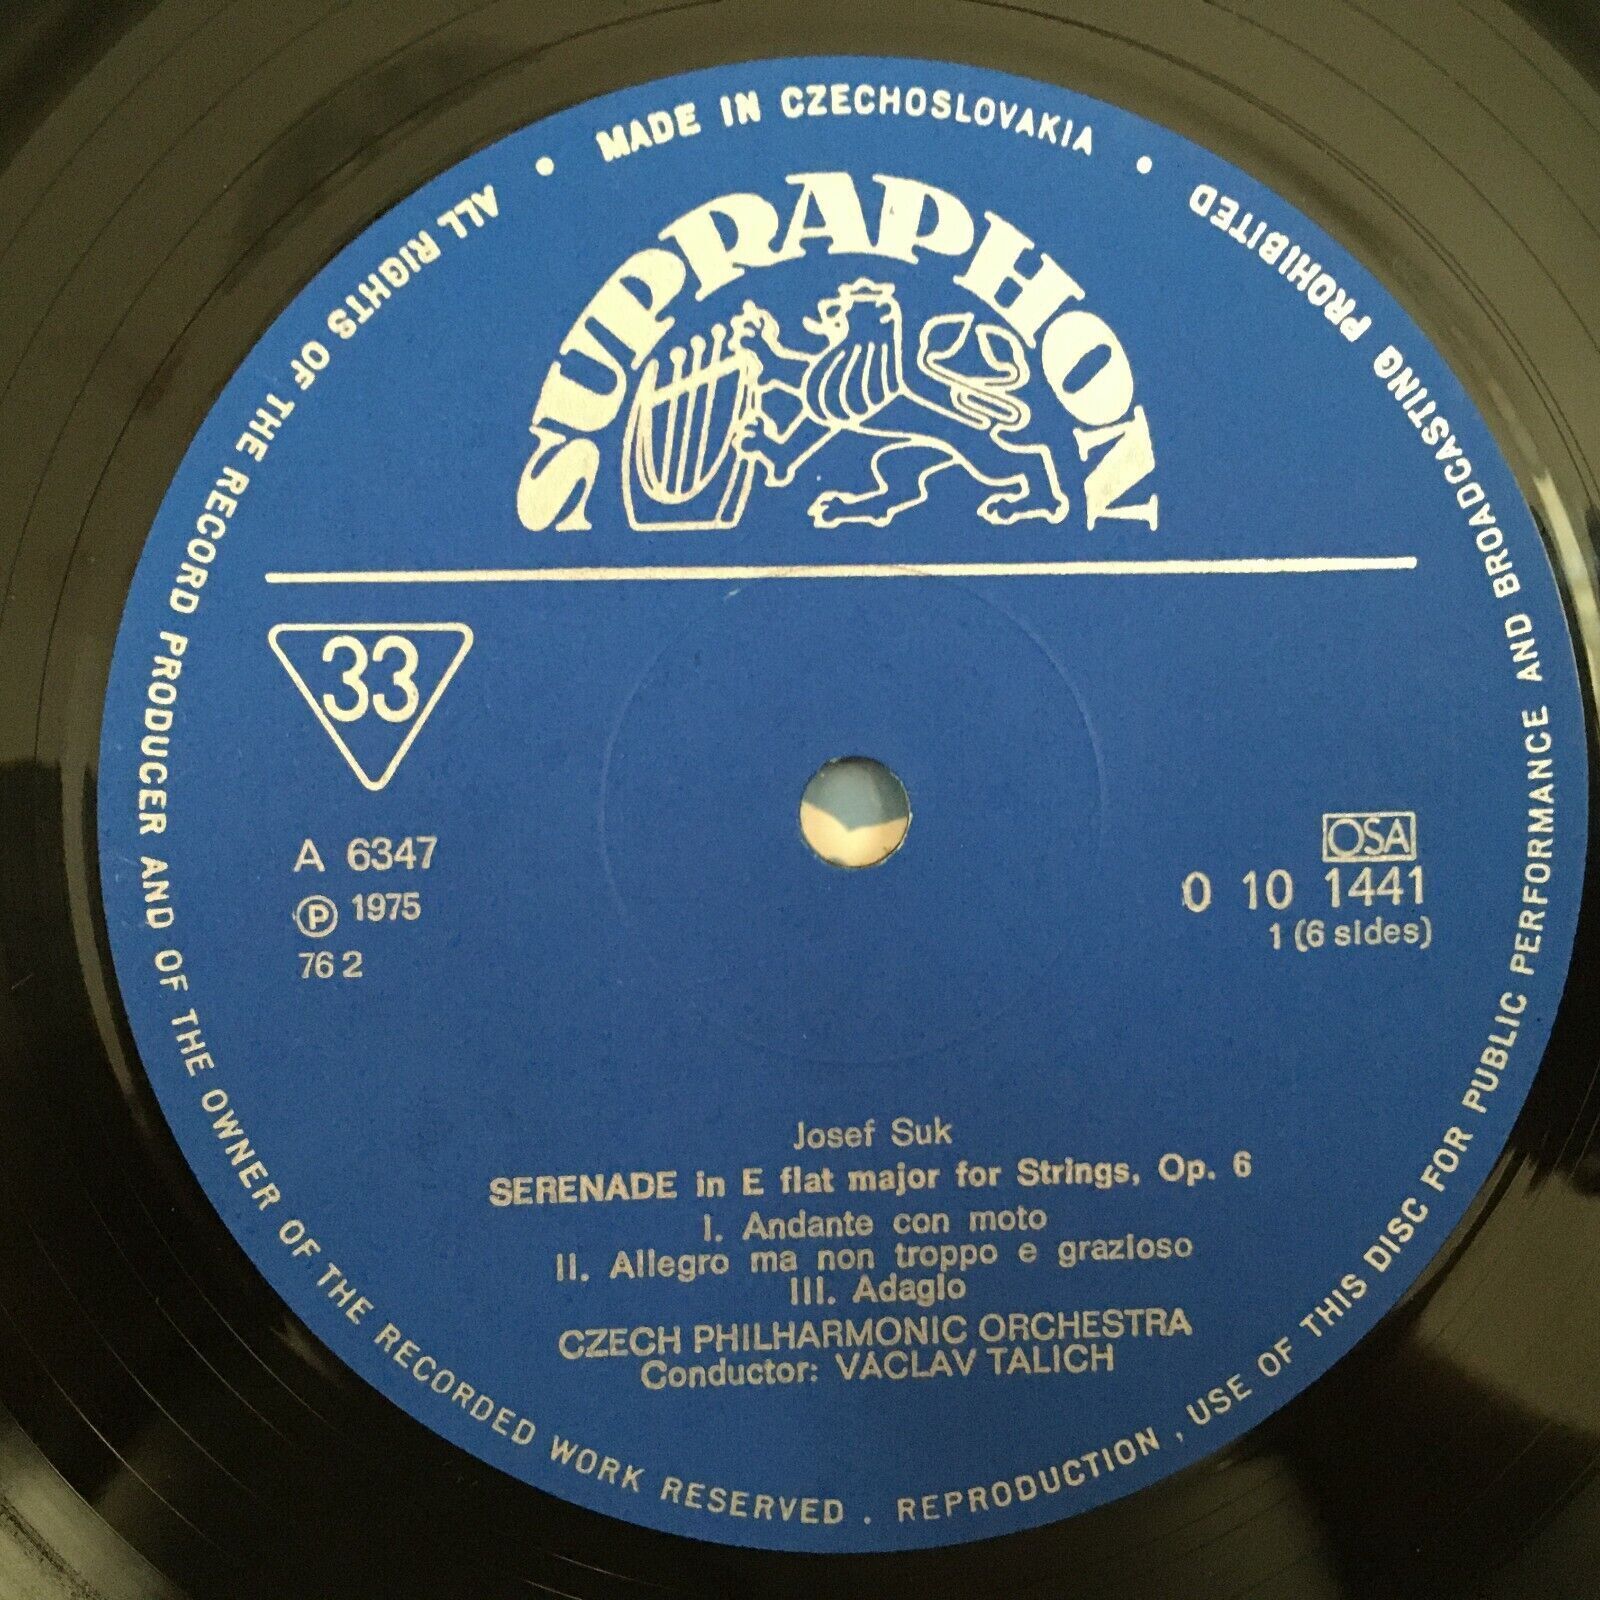 MADE IN CZECHOSLOVAKIA
SUPRAPHON
33
A 6347
Ⓟ 1975
76 2
OSA
0 10 1441
1 (6 sides)
Josef Suk
SERENADE in E flat major for Strings, Op. 6
I. Andante con moto
II. Allegro ma non troppo e grazioso
III. Adagio
CZECH PHILHARMONIC ORCHESTRA
Conductor: VÁCLAV TALICH
ALL RIGHTS OF THE RECORD PRODUCER AND OF THE OWNER OF THE RECORDED WORK RESERVED . REPRODUCTION , USE OF THIS DISC FOR PUBLIC PERFORMANCE AND BROADCASTING PROHIBITED